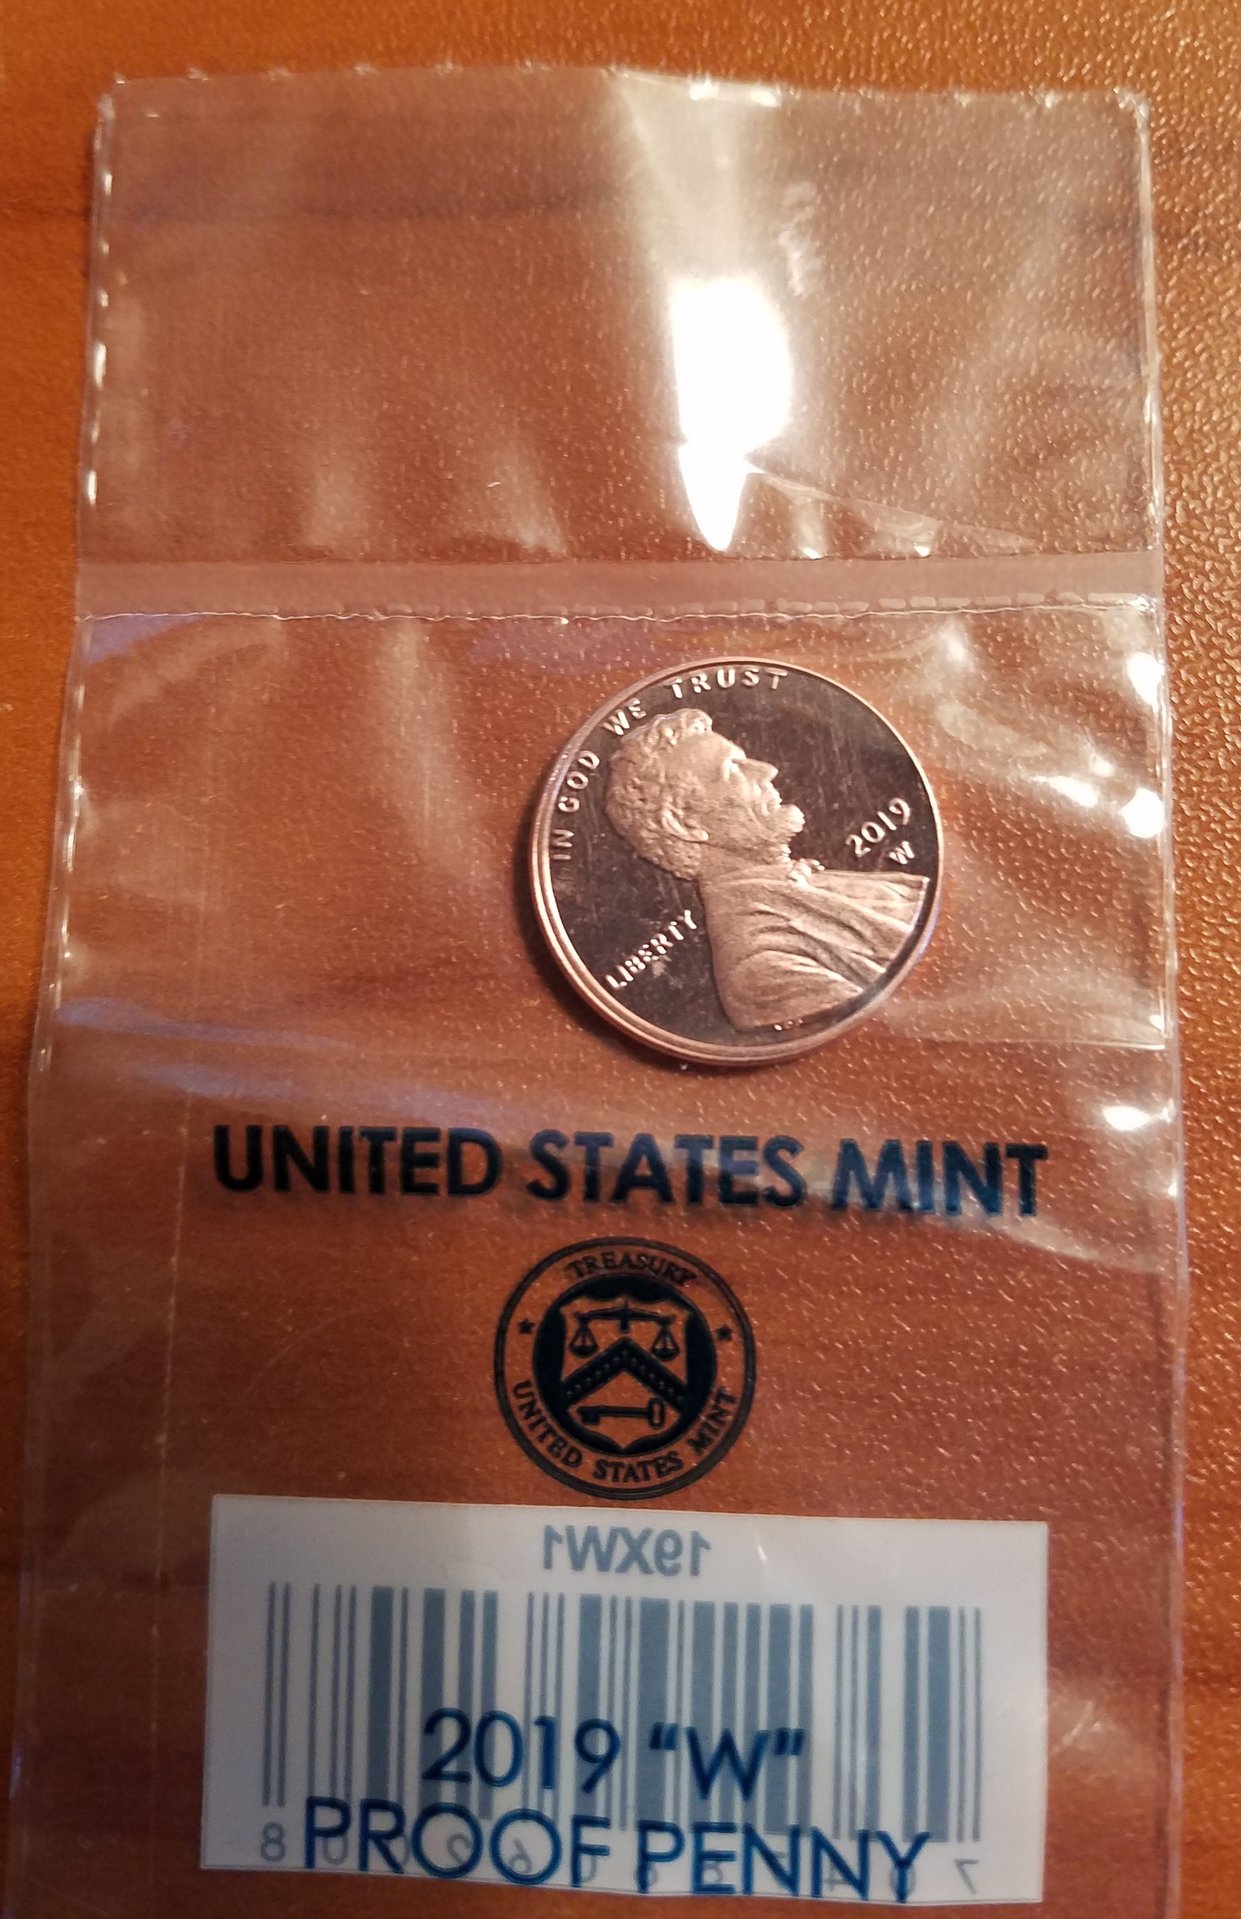 IN GOD WE TRUST
2019
W
LIBERTY
UNITED STATES MINT
TREASURY
UNITED STATES MINT
19XW1
2019 "W"
PROOF PENNY